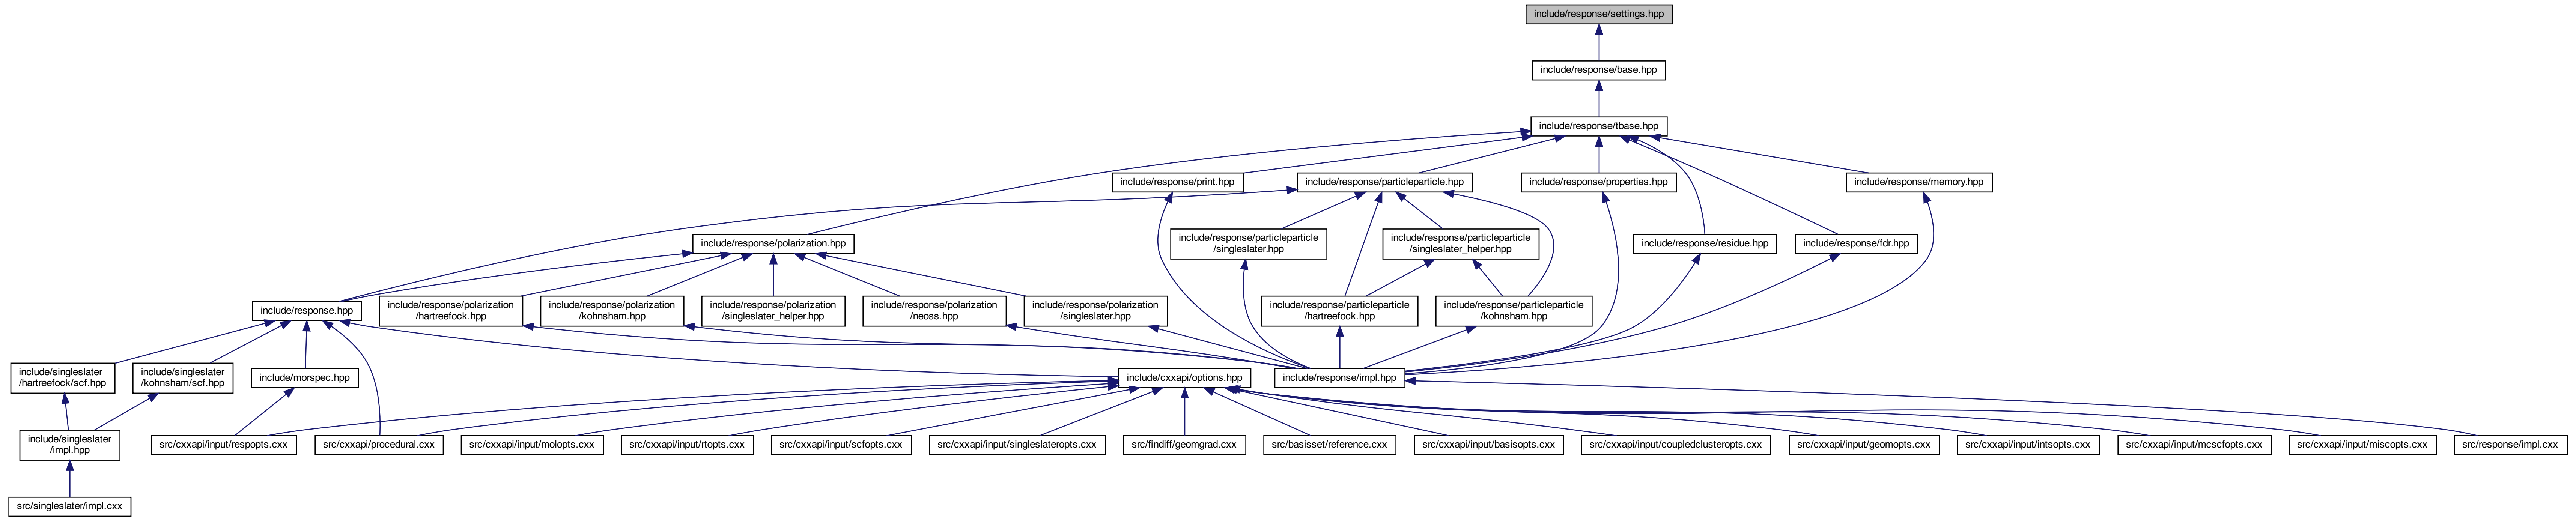 include/response/settings.hpp
include/response/base.hpp
include/response/tbase.hpp
include/response/print.hpp
include/response/particleparticle.hpp
include/response/properties.hpp
include/response/memory.hpp
include/response/polarization.hpp
include/response/particleparticle
/singleslater.hpp
include/response/particleparticle
/singleslater_helper.hpp
include/response/residue.hpp
include/response/fdr.hpp
include/response.hpp
include/response/polarization
/hartreefock.hpp
include/response/polarization
/kohnsham.hpp
include/response/polarization
/singleslater_helper.hpp
include/response/polarization
/neoss.hpp
include/response/polarization
/singleslater.hpp
include/response/particleparticle
/hartreefock.hpp
include/response/particleparticle
/kohnsham.hpp
include/singleslater
/hartreefock/scf.hpp
include/singleslater
/kohnsham/scf.hpp
include/morspec.hpp
include/cxxapi/options.hpp
include/response/impl.hpp
include/singleslater
/impl.hpp
src/cxxapi/input/respopts.cxx
src/cxxapi/procedural.cxx
src/cxxapi/input/molopts.cxx
src/cxxapi/input/rtopts.cxx
src/cxxapi/input/scfopts.cxx
src/cxxapi/input/singleslateropts.cxx
src/findiff/geomgrad.cxx
src/basisset/reference.cxx
src/cxxapi/input/basisopts.cxx
src/cxxapi/input/coupledclusteropts.cxx
src/cxxapi/input/geomopts.cxx
src/cxxapi/input/intsopts.cxx
src/cxxapi/input/mcscfopts.cxx
src/cxxapi/input/miscopts.cxx
src/response/impl.cxx
src/singleslater/impl.cxx